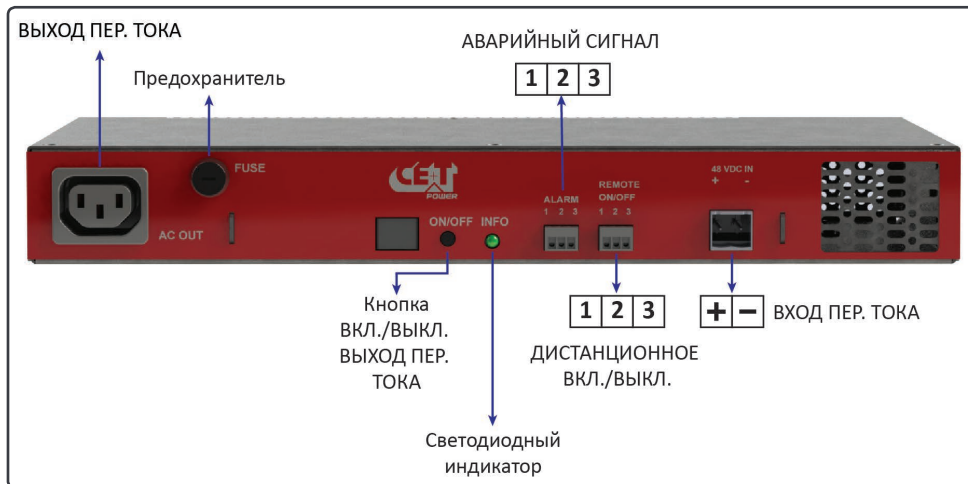 ВЫХОД ПЕР. ТОКА
Предохранитель
АВАРИЙНЫЙ СИГНАЛ
1 2 3
FUSE
CE+T
POWER
48 VDC IN
+ -
REMOTE
ON/OFF
1 2 3
ALARM
1 2 3
AC OUT
ON/OFF INFO
Кнопка
ВКЛ./ВЫКЛ.
ВЫХОД ПЕР.
ТОКА
1 2 3
ДИСТАНЦИОННОЕ
ВКЛ./ВЫКЛ.
+ −
ВХОД ПЕР. ТОКА
Светодиодный
индикатор